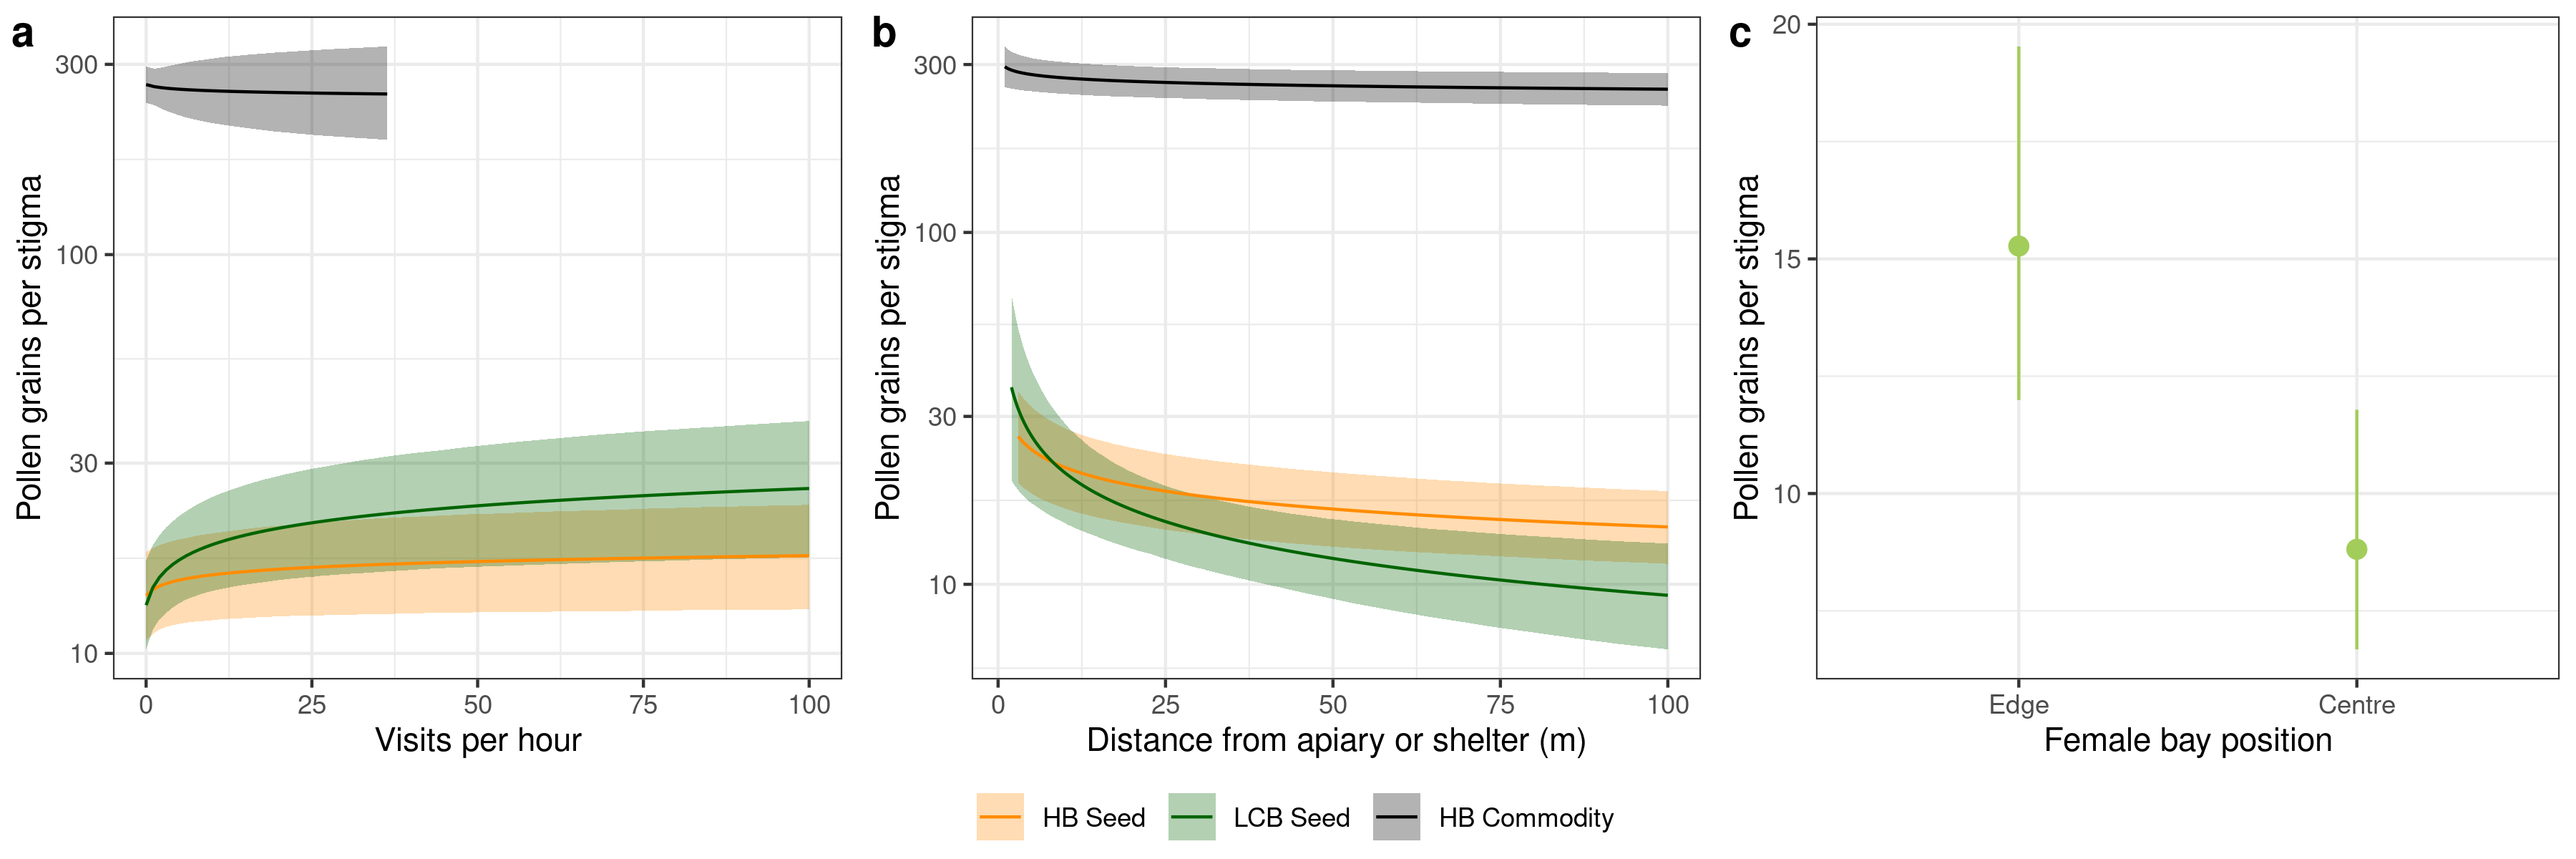 a
300
100
30
10
Pollen grains per stigma
0 25 50 75 100
Visits per hour
b
300
100
30
10
Pollen grains per stigma
0 25 50 75 100
Distance from apiary or shelter (m)
c
20
15
10
Pollen grains per stigma
Edge Centre
Female bay position
HB Seed LCB Seed HB Commodity